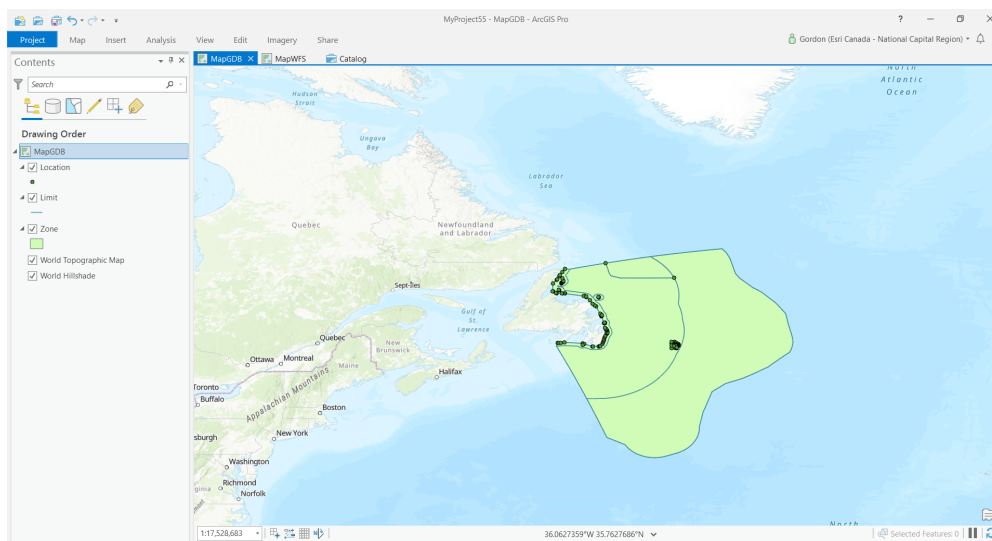 MyProject55 - MapGDB - ArcGIS Pro
?
Project Map Insert Analysis View Edit Imagery Share
Gordon (Esri Canada - National Capital Region)
Contents
MapGDB
MapWFS
Catalog
Search
Drawing Order
MapGDB
Location
Limit
Zone
World Topographic Map
World Hillshade
North
Atlantic
Ocean
Hudson
Strait
Ungava
Bay
Labrador
Sea
Quebec
Newfoundland
and Labrador
Sept-Îles
Gulf of
St.
Lawrence
Quebec
New
Brunswick
Ottawa
Montreal
Maine
Halifax
Toronto
Buffalo
Appalachian Mountains
Boston
sburgh
New York
Washington
Richmond
ginia
Norfolk
North
1:17,528,683
36.0627359°W 35.7627686°N
Selected Features: 0